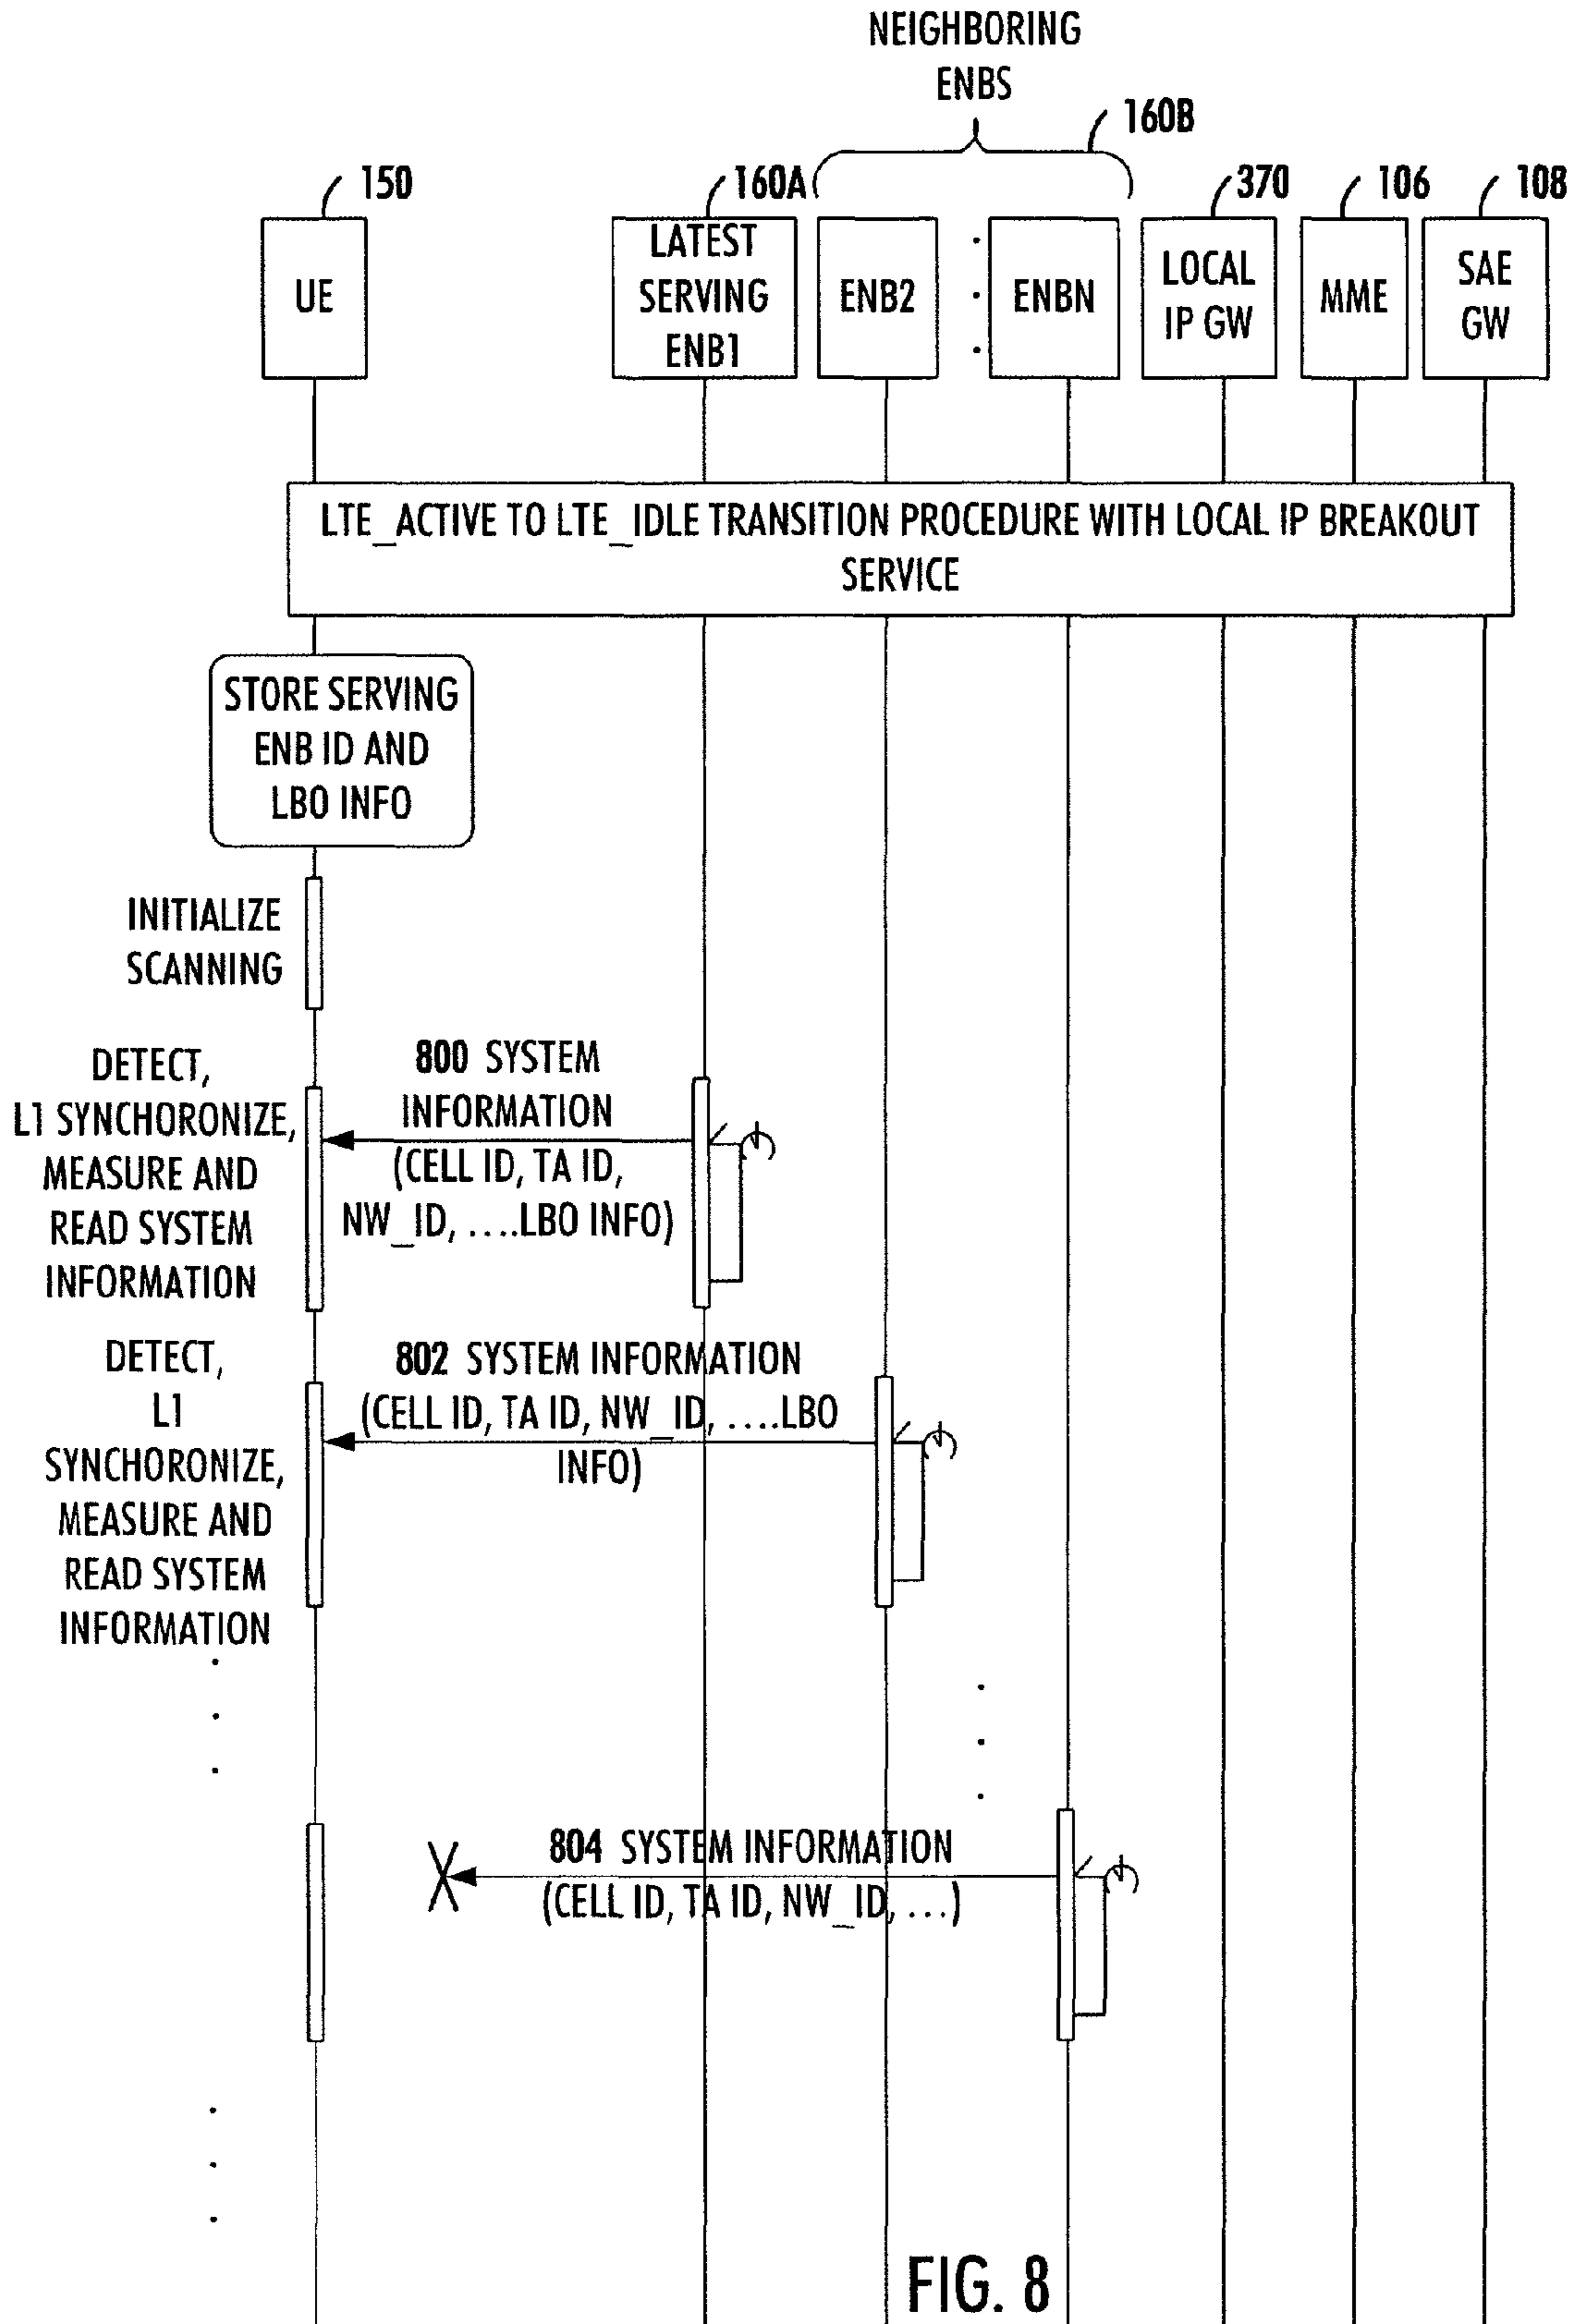 NEIGHBORING
ENBS
160B
150
160A
370
106
108
UE
LATEST
SERVING
ENB1
ENB2
ENBN
LOCAL
IP GW
MME
SAE
GW
LTE_ACTIVE TO LTE_IDLE TRANSITION PROCEDURE WITH LOCAL IP BREAKOUT
SERVICE
STORE SERVING
ENB ID AND
LBO INFO
INITIALIZE
SCANNING
DETECT,
L1 SYNCHORONIZE,
MEASURE AND
READ SYSTEM
INFORMATION
800 SYSTEM
INFORMATION
(CELL ID, TA ID,
NW_ID, ....LBO INFO)
DETECT,
L1
SYNCHORONIZE,
MEASURE AND
READ SYSTEM
INFORMATION
802 SYSTEM INFORMATION
(CELL ID, TA ID, NW_ID, ....LBO
INFO)
804 SYSTEM INFORMATION
(CELL ID, TA ID, NW_ID, ...)
FIG. 8